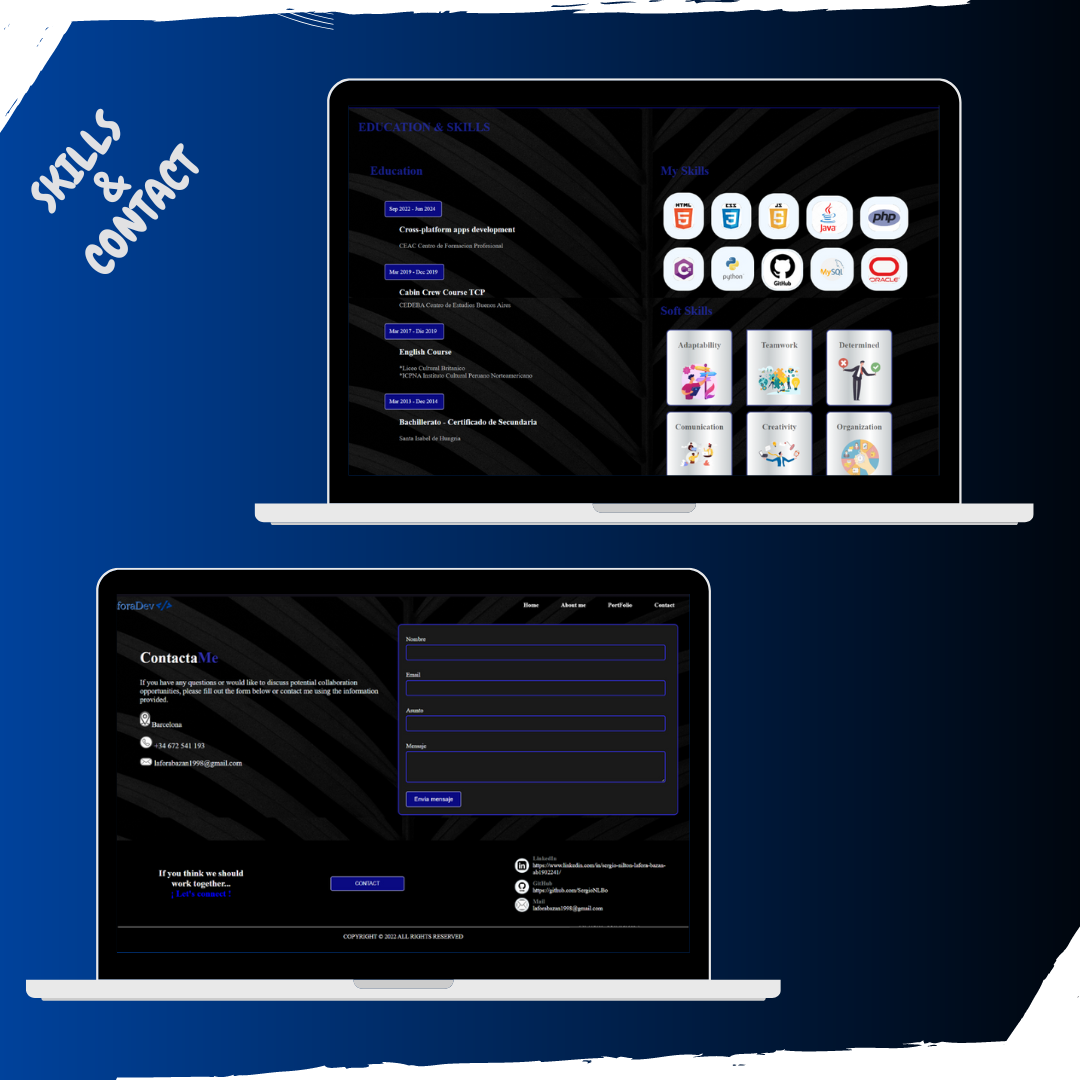 SKILLS
&
CONTACT
EDUCATION & SKILLS
Education
Sep 2022 - Jun 2024
Cross-platform apps development
CEAC Centro de Formacion Profesional
Mar 2019 - Dec 2019
Cabin Crew Course TCP
CEDEBA Centro de Estudios Buenos Aires
Mar 2017 - Dic 2019
English Course
*Liceo Cultural Britanico
*ICPNA Instituto Cultural Peruano Norteamericano
Mar 2013 - Dec 2014
Bachillerato - Certificado de Secundaria
Santa Isabel de Hungria
My Skills
HTML
5
CSS
3
JS
5
Java
php
C#
python
GitHub
MySQL
ORACLE
Soft Skills
Adaptability
Teamwork
Determined
Comunication
Creativity
Organization
foraDev </>
Home
About me
PortFolio
Contact
ContactaMe
If you have any questions or would like to discuss potential collaboration
opportunities, please fill out the form below or contact me using the information
provided.
Barcelona
+34 672 541 193
laforabazan1998@gmail.com
Nombre
Email
Asunto
Mensaje
Envia mensaje
If you think we should
work together...
¡ Let's connect !
CONTACT
in
LinkedIn
https://www.linkedin.com/in/sergio-nilton-lafora-bazan-
ab1902241/
GitHub
https://github.com/SergioNLBo
Mail
laforabazan1998@gmail.com
COPYRIGHT © 2022 ALL RIGHTS RESERVED